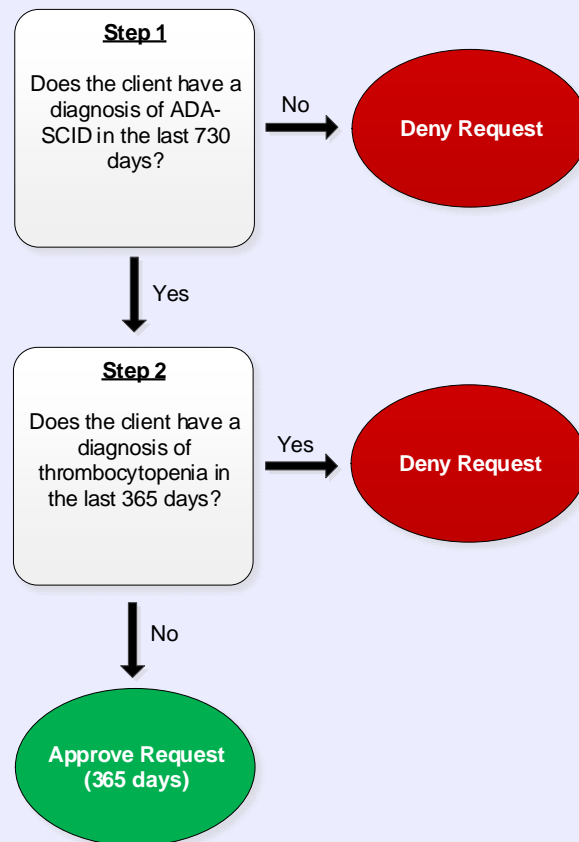 Step 1
Does the client have a
diagnosis of ADA-
SCID in the last 730
days?
No
Deny Request
Yes
Step 2
Does the client have a
diagnosis of
thrombocytopenia in
the last 365 days?
Yes
Deny Request
No
Approve Request
(365 days)